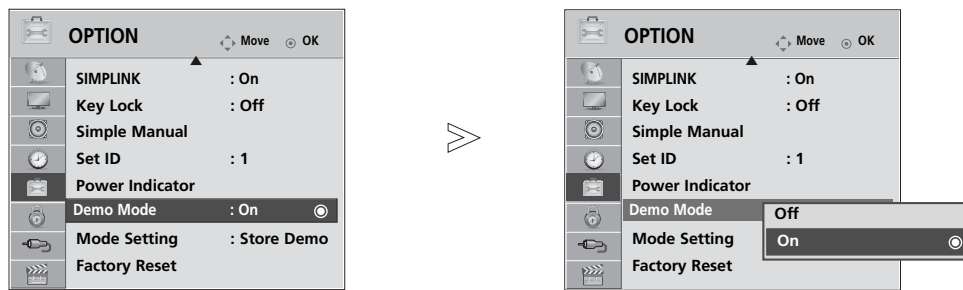 OPTION Move OK
SIMPLINK : On
Key Lock : Off
Simple Manual
Set ID : 1
Power Indicator
Demo Mode : On
Mode Setting : Store Demo
Factory Reset
>
OPTION Move OK
SIMPLINK : On
Key Lock : Off
Simple Manual
Set ID : 1
Power Indicator
Demo Mode
Mode Setting
Factory Reset
Off
On